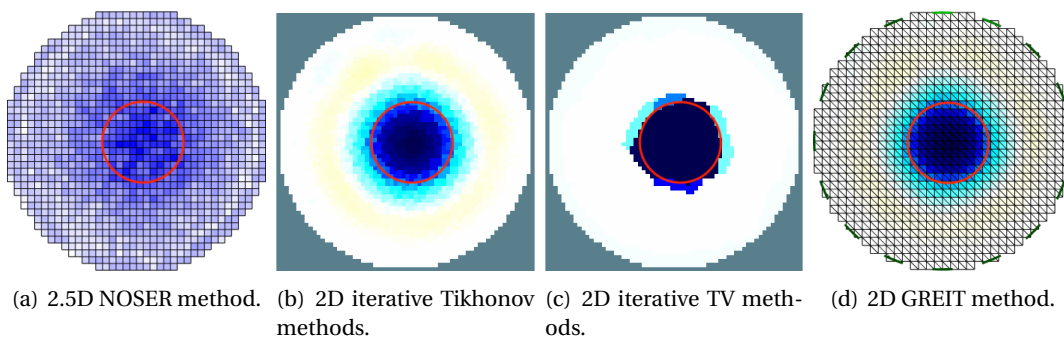 (a) 2.5D NOSER method.
(b) 2D iterative Tikhonov methods.
(c) 2D iterative TV meth-
ods.
(d) 2D GREIT method.